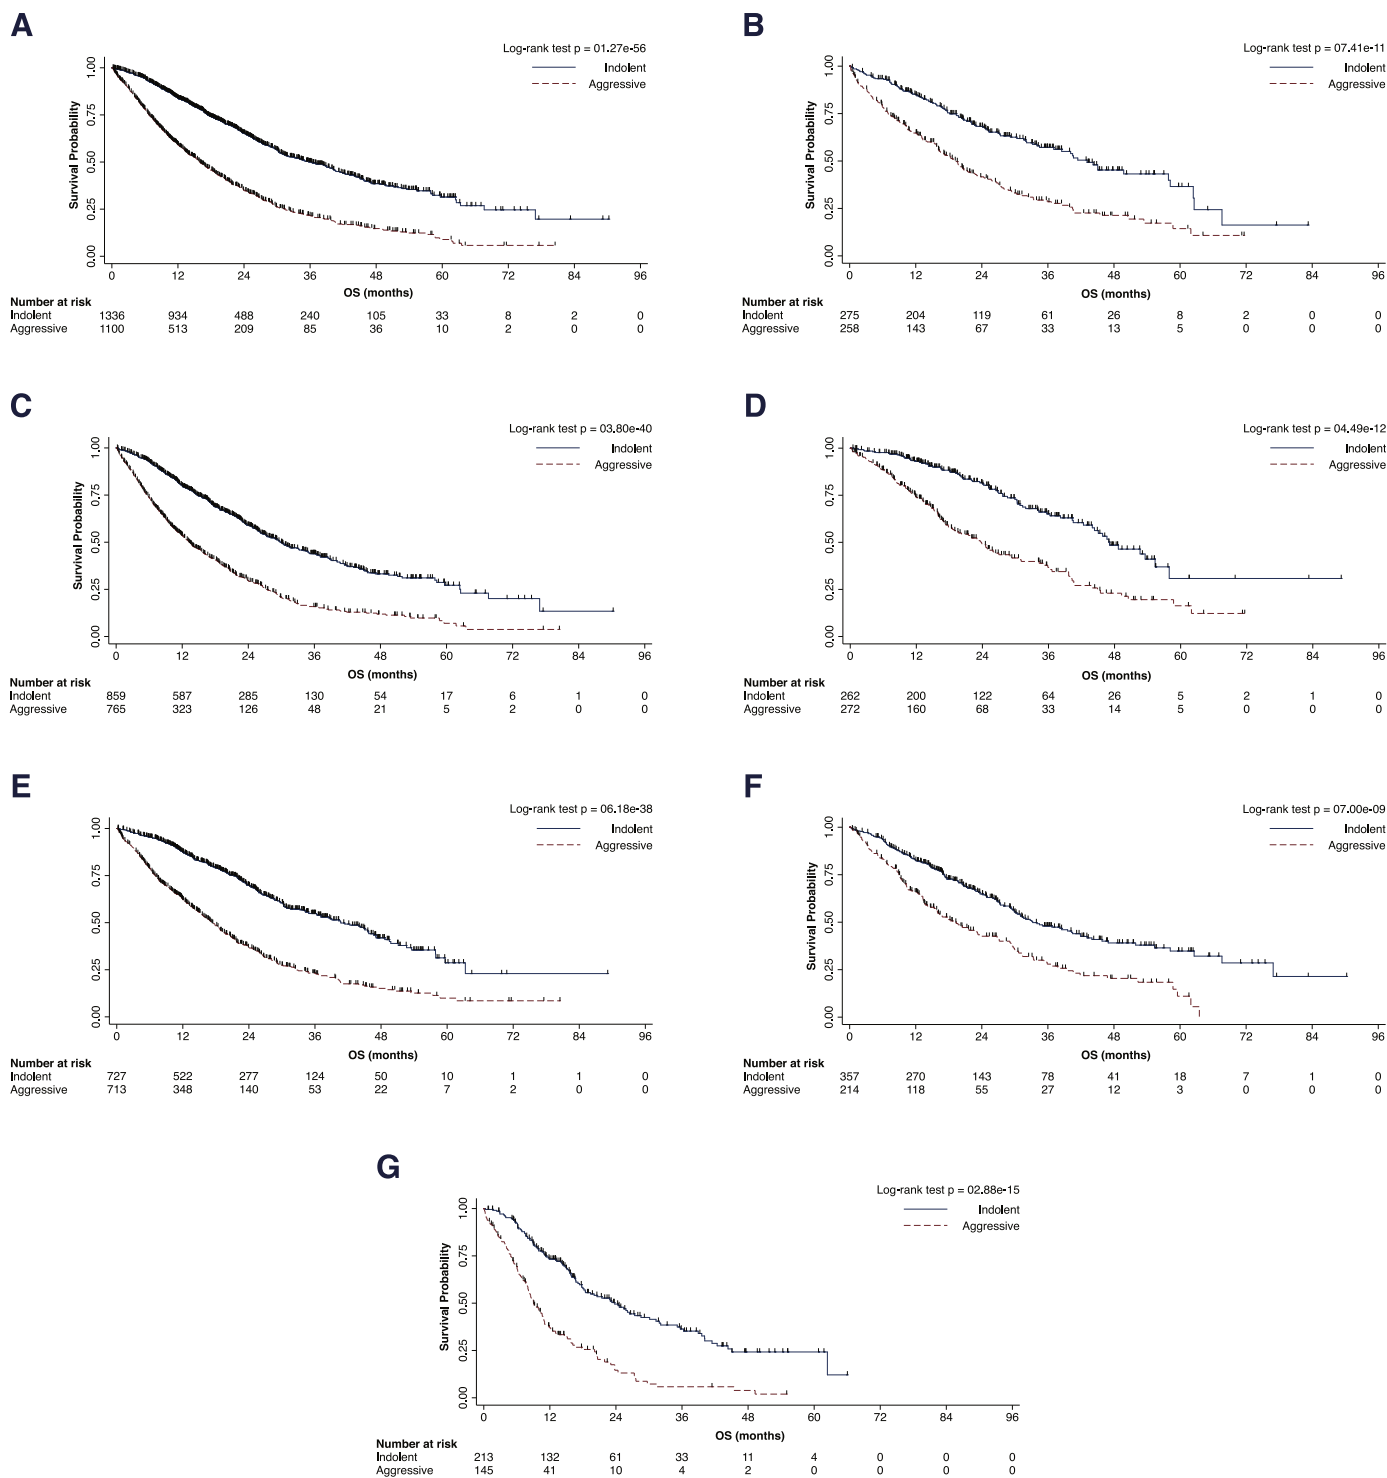 A
Log-rank test p = 01.27e-56
Indolent
Aggressive
Survival Probability
0.00 0.25 0.50 0.75 1.00
0 12 24 36 48 60 72 84 96
OS (months)
Number at risk
Indolent 1336 934 488 240 105 33 8 2 0
Aggressive 1100 513 209 85 36 10 2 0 0
B
Log-rank test p = 07.41e-11
Indolent
Aggressive
Survival Probability
0.00 0.25 0.50 0.75 1.00
0 12 24 36 48 60 72 84 96
OS (months)
Number at risk
Indolent 275 204 119 61 26 8 2 0 0
Aggressive 258 143 67 33 13 5 0 0 0
C
Log-rank test p = 03.80e-40
Indolent
Aggressive
Survival Probability
0.00 0.25 0.50 0.75 1.00
0 12 24 36 48 60 72 84 96
OS (months)
Number at risk
Indolent 859 587 285 130 54 17 6 1 0
Aggressive 765 323 126 48 21 5 2 0 0
D
Log-rank test p = 04.49e-12
Indolent
Aggressive
Survival Probability
0.00 0.25 0.50 0.75 1.00
0 12 24 36 48 60 72 84 96
OS (months)
Number at risk
Indolent 262 200 122 64 26 5 2 1 0
Aggressive 272 160 68 33 14 5 0 0 0
E
Log-rank test p = 06.18e-38
Indolent
Aggressive
Survival Probability
0.00 0.25 0.50 0.75 1.00
0 12 24 36 48 60 72 84 96
OS (months)
Number at risk
Indolent 727 522 277 124 50 10 1 1 0
Aggressive 713 348 140 53 22 7 2 0 0
F
Log-rank test p = 07.00e-09
Indolent
Aggressive
Survival Probability
0.00 0.25 0.50 0.75 1.00
0 12 24 36 48 60 72 84 96
OS (months)
Number at risk
Indolent 357 270 143 78 41 18 7 1 0
Aggressive 214 118 55 27 12 3 0 0 0
G
Log-rank test p = 02.88e-15
Indolent
Aggressive
Survival Probability
0.00 0.25 0.50 0.75 1.00
0 12 24 36 48 60 72 84 96
OS (months)
Number at risk
Indolent 213 132 61 33 11 4 0 0 0
Aggressive 145 41 10 4 2 0 0 0 0